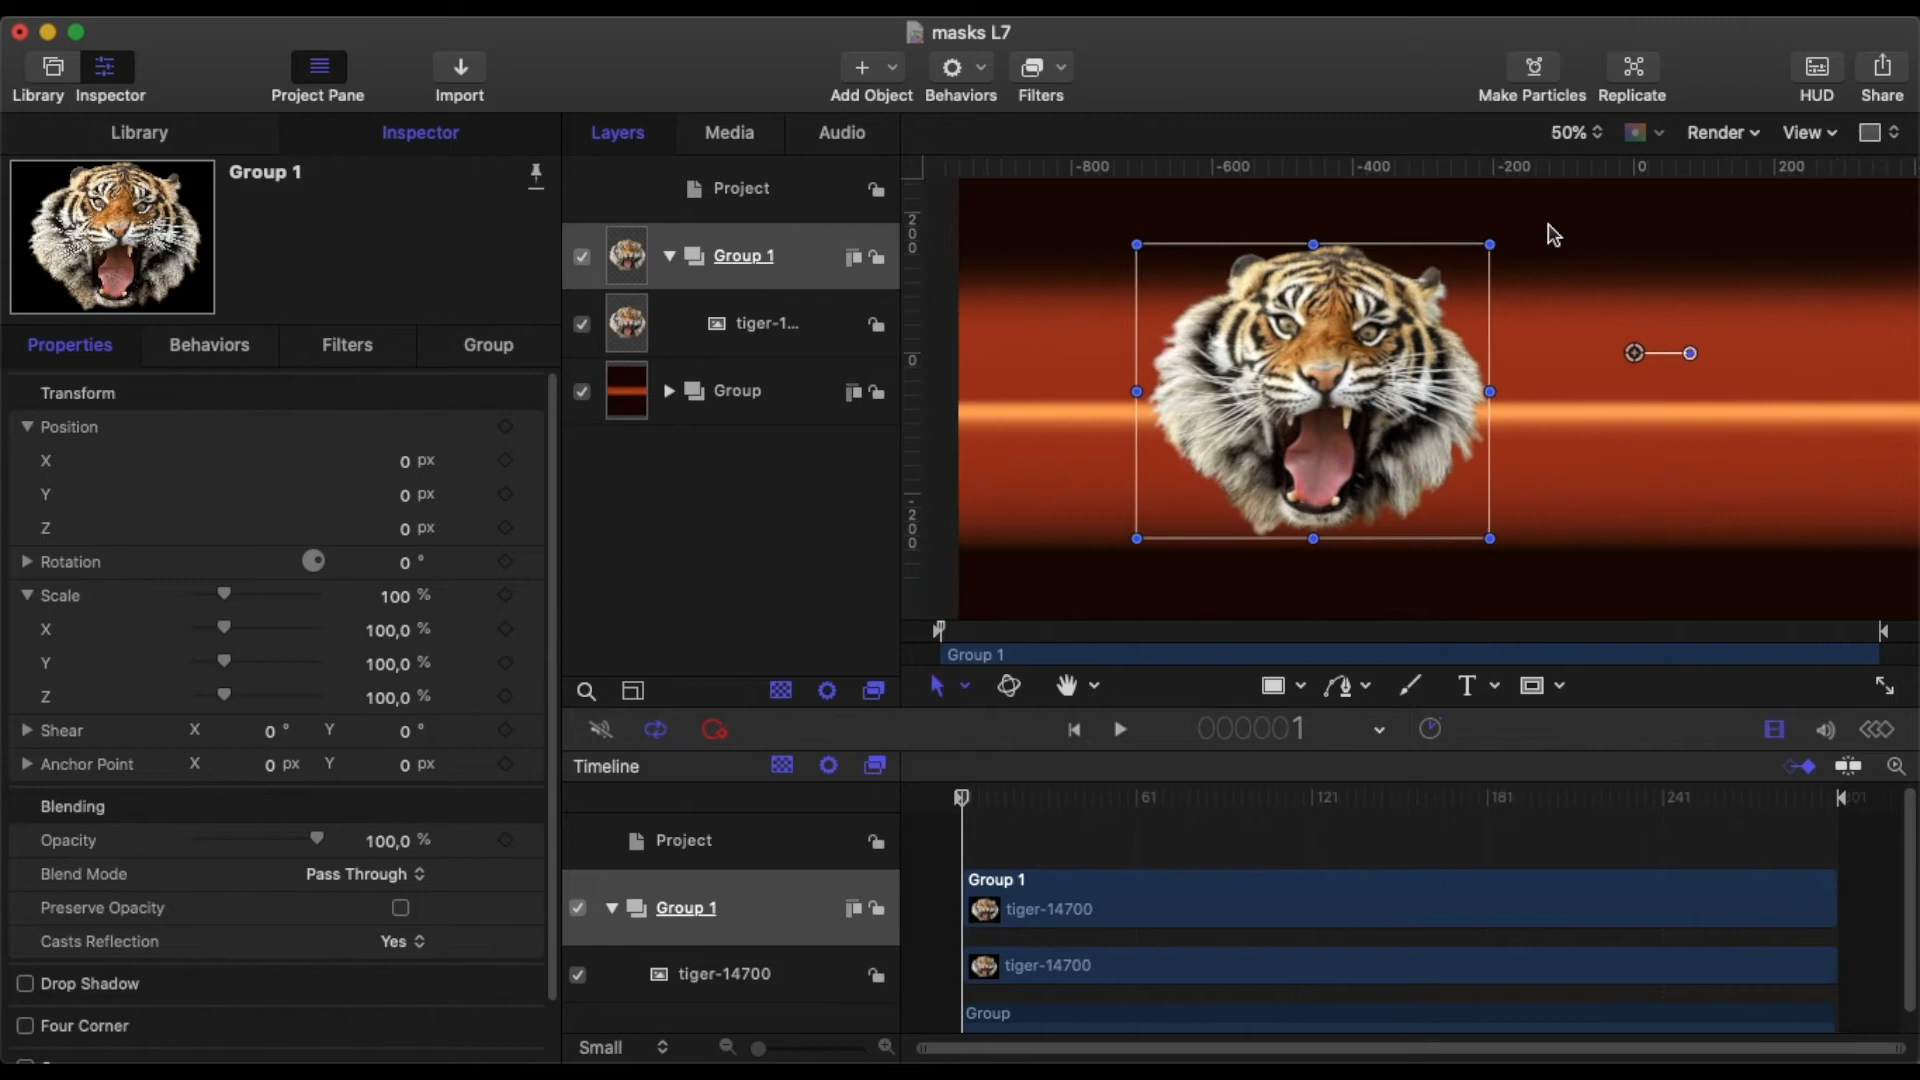 masks L7
Library Inspector Project Pane Import Add Object Behaviors Filters Make Particles Replicate HUD Share
Library Inspector Layers Media Audio 50% Render View
-800 -600 -400 -200 0 200
Group 1
Project
200
Group 1
tiger-1...
0
Properties Behaviors Filters Group
Group
Transform
Position
X 0 px
Y 0 px
Z 0 px
-200
Rotation 0 °
Scale 100 %
X 100,0 %
Y 100,0 %
Group 1
Z 100,0 %
T
Shear X 0 ° Y 0 °
000001
Anchor Point X 0 px Y 0 px
Timeline
61 121 181 241 301
Blending
Opacity 100,0 %
Project
Blend Mode Pass Through
Group 1
Preserve Opacity
Group 1
tiger-14700
Casts Reflection Yes
tiger-14700
tiger-14700
Drop Shadow
Group
Four Corner
Small